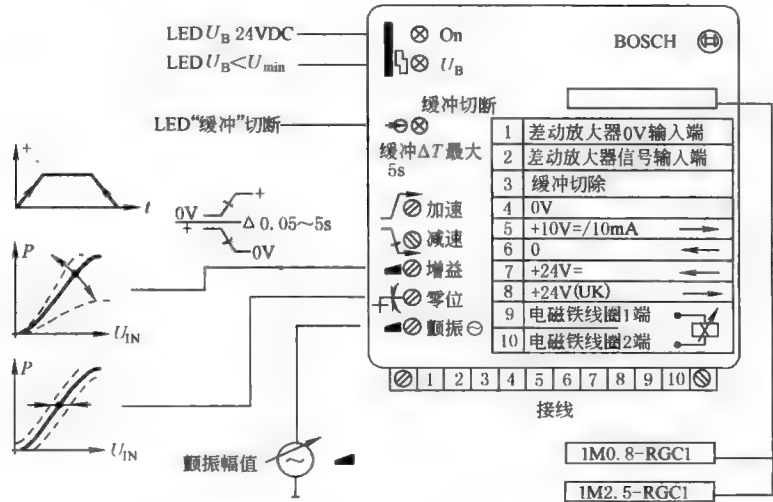 LED U_B 24VDC
LED U_B<U_min
LED“缓冲”切断
On
U_B
BOSCH
缓冲切断
缓冲ΔT最大
5s
加速
减速
增益
零位
颤振
1 差动放大器0V输入端
2 差动放大器信号输入端
3 缓冲切除
4 0V
5 +10V=/10mA
6 0
7 +24V=
8 +24V(UK)
9 电磁铁线圈1端
10 电磁铁线圈2端
+
t
0V
+
Δ 0.05~5s
+
0V
P
U_IN
P
U_IN
1 2 3 4 5 6 7 8 9 10
接线
颤振幅值
1M0.8-RGC1
1M2.5-RGC1